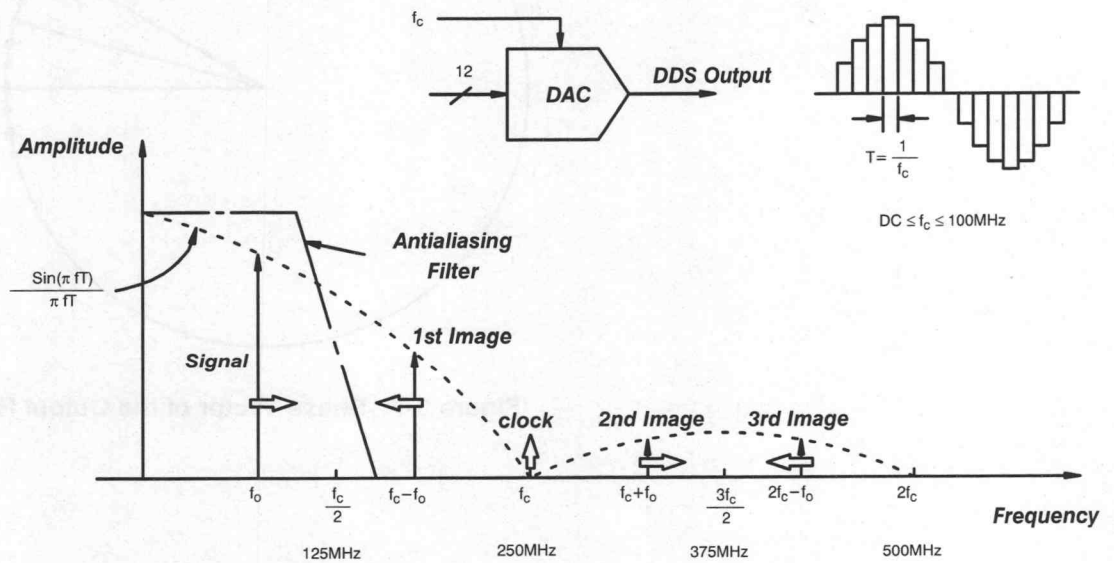 fc
12
DAC
DDS Output
T = 1/fc
DC ≤ fc ≤ 100MHz
Amplitude
Antialiasing
Filter
Sin(π fT)
π fT
Signal
1st Image
clock
2nd Image
3rd Image
fo
fc/2
fc–fo
fc
fc+fo
3fc/2
2fc–fo
2fc
Frequency
125MHz
250MHz
375MHz
500MHz